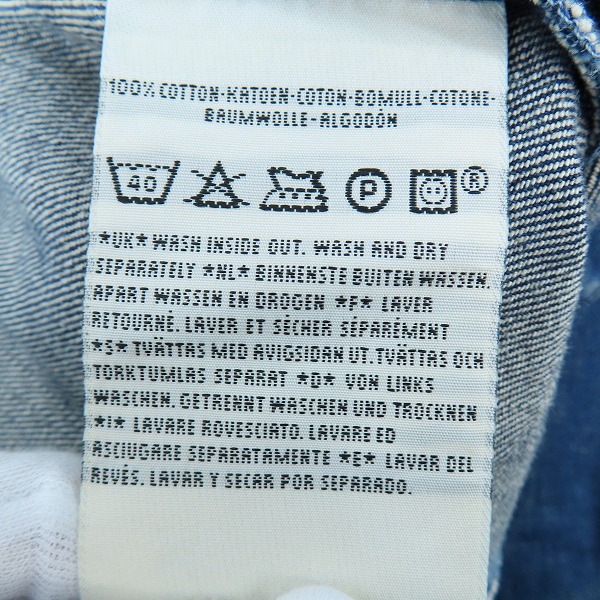 100% COTTON-KATOEN-COTON-BOMULL-COTONE-
BAUMWOLLE-ALGODÓN
40 P ®
*UK* WASH INSIDE OUT. WASH AND DRY
SEPARATELY *NL* BINNENSTE BUITEN WASSEN.
APART WASSEN EN DROGEN *F* LAVER
RETOURNÉ. LAVER ET SÉCHER SÉPARÉMENT
*S* TVÄTTAS MED AVIGSIDAN UT. TVÄTTAS OCH
TORKTUMLAS SEPARAT *D* VON LINKS
WASCHEN. GETRENNT WASCHEN UND TROCKNEN
*I* LAVARE ROVESCIATO. LAVARE ED
ASCIUGARE SEPARATAMENTE *E* LAVAR DEL
REVÉS. LAVAR Y SECAR POR SEPARADO.